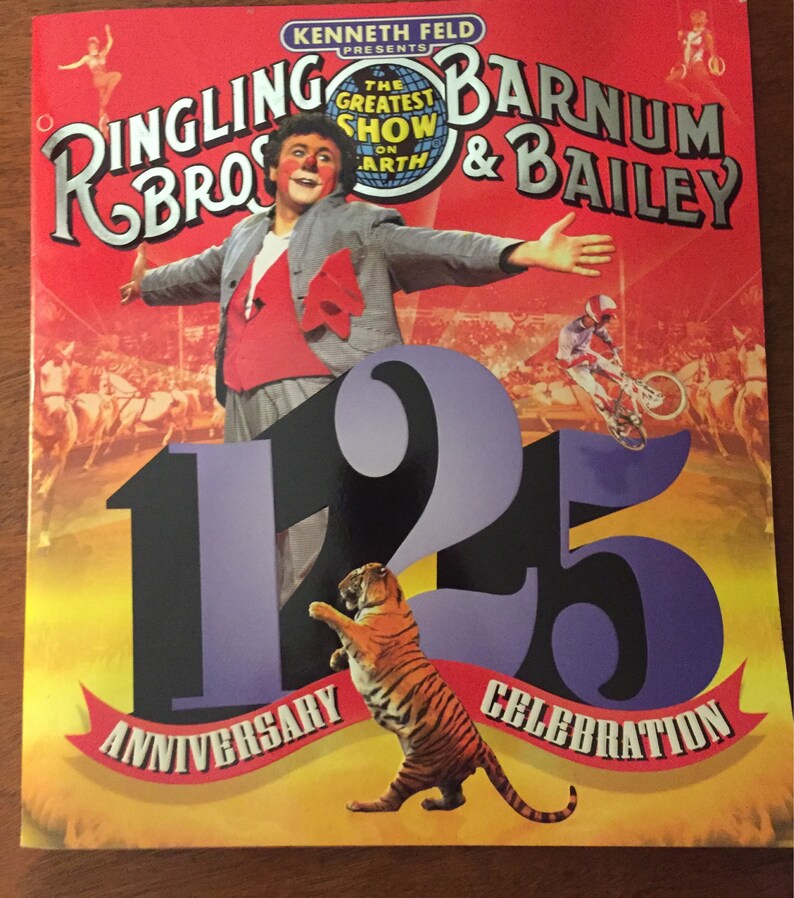 KENNETH FELD
PRESENTS
RINGLING BROS.
THE
GREATEST
SHOW
ON
EARTH
BARNUM
& BAILEY
125
ANNIVERSARY CELEBRATION